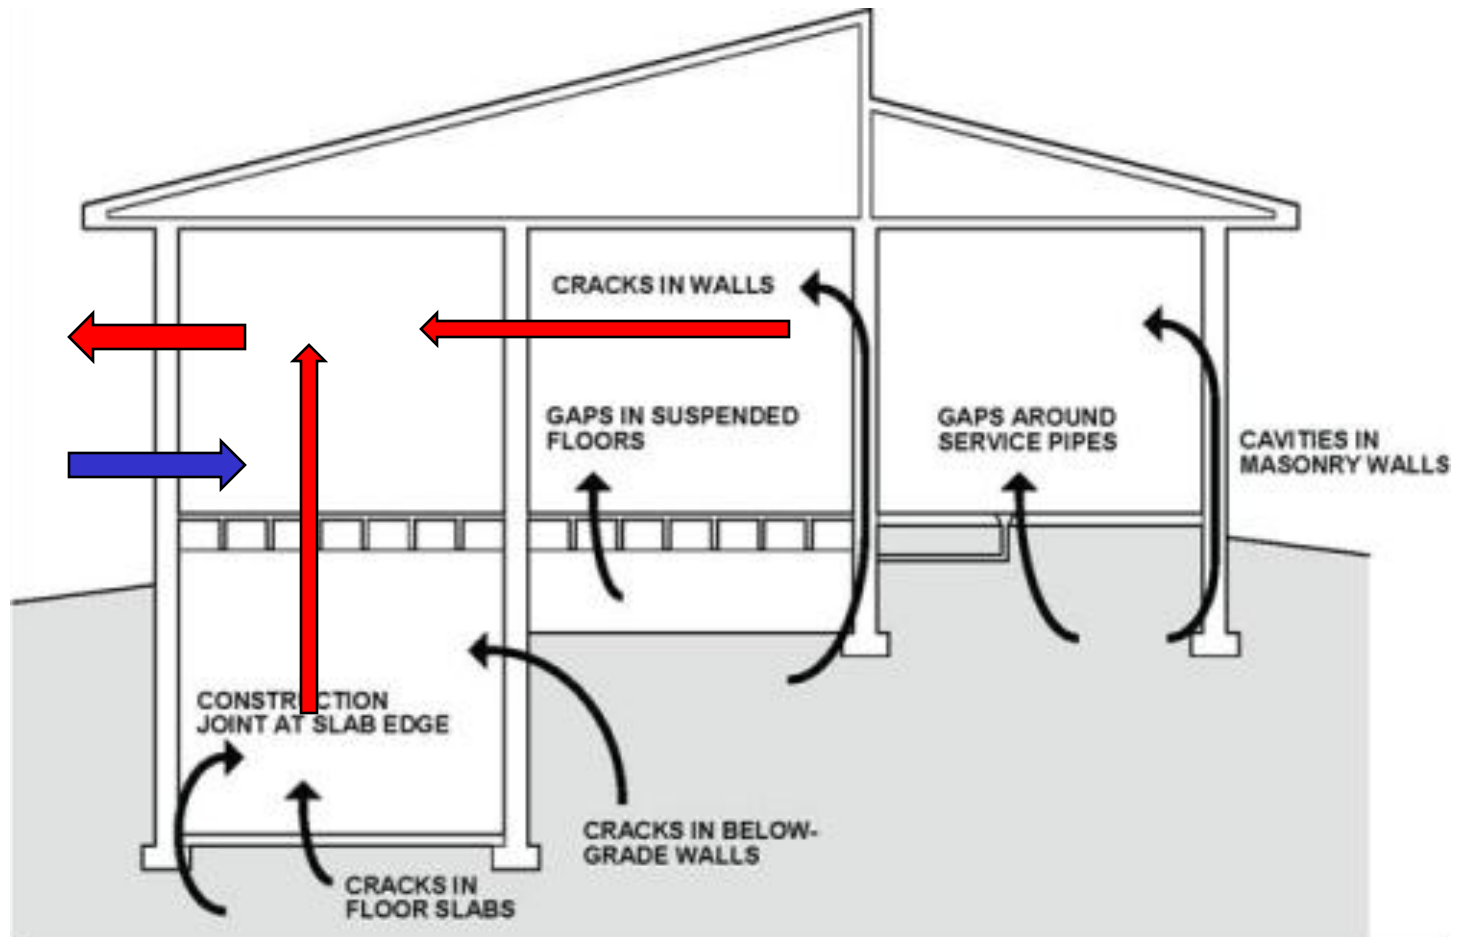 CRACKS IN WALLS
GAPS IN SUSPENDED
FLOORS
GAPS AROUND
SERVICE PIPES
CAVITIES IN
MASONRY WALLS
CONSTRUCTION
JOINT AT SLAB EDGE
CRACKS IN BELOW-
GRADE WALLS
CRACKS IN
FLOOR SLABS